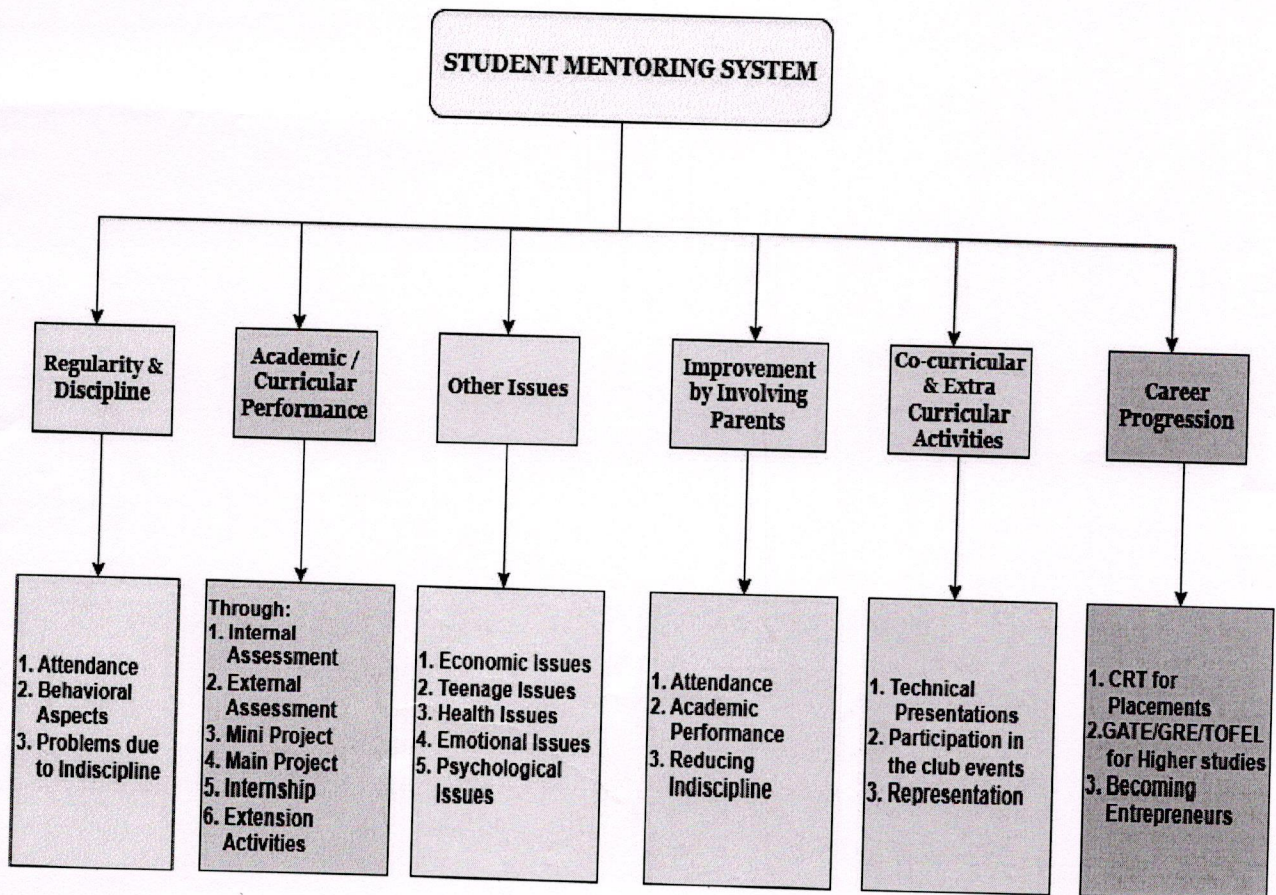 STUDENT MENTORING SYSTEM
Regularity &
Discipline
Academic /
Curricular
Performance
Other Issues
Improvement
by Involving
Parents
Co-curricular
& Extra
Curricular
Activities
Career
Progression
1. Attendance
2. Behavioral
Aspects
3. Problems due
to Indiscipline
Through:
1. Internal
Assessment
2. External
Assessment
3. Mini Project
4. Main Project
5. Internship
6. Extension
Activities
1. Economic Issues
2. Teenage Issues
3. Health Issues
4. Emotional Issues
5. Psychological
Issues
1. Attendance
2. Academic
Performance
3. Reducing
Indiscipline
1. Technical
Presentations
2. Participation in
the club events
3. Representation
1. CRT for
Placements
2.GATE/GRE/TOFEL
for Higher studies
3. Becoming
Entrepreneurs